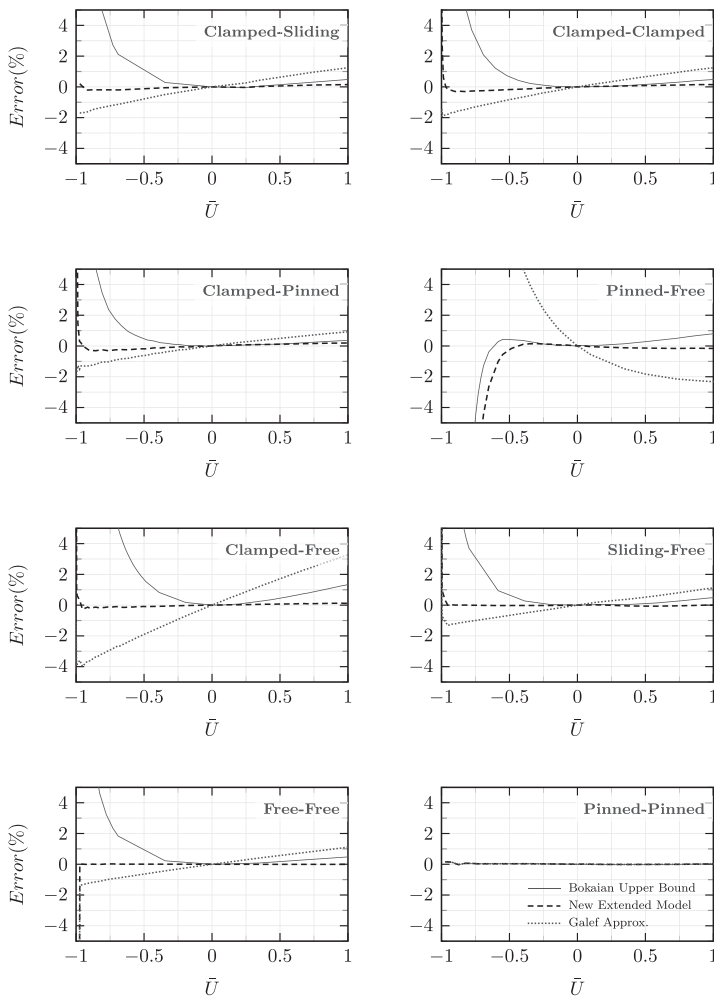 Clamped-Sliding
Error(%)
4
2
0
−2
−4
−1 −0.5 0 0.5 1
Ū
Clamped-Clamped
4
2
0
−2
−4
−1 −0.5 0 0.5 1
Ū
Clamped-Pinned
Error(%)
4
2
0
−2
−4
−1 −0.5 0 0.5 1
Ū
Pinned-Free
4
2
0
−2
−4
−1 −0.5 0 0.5 1
Ū
Clamped-Free
Error(%)
4
2
0
−2
−4
−1 −0.5 0 0.5 1
Ū
Sliding-Free
4
2
0
−2
−4
−1 −0.5 0 0.5 1
Ū
Free-Free
Error(%)
4
2
0
−2
−4
−1 −0.5 0 0.5 1
Ū
Pinned-Pinned
4
2
0
−2
−4
Bokaian Upper Bound
New Extended Model
Galef Approx.
−1 −0.5 0 0.5 1
Ū